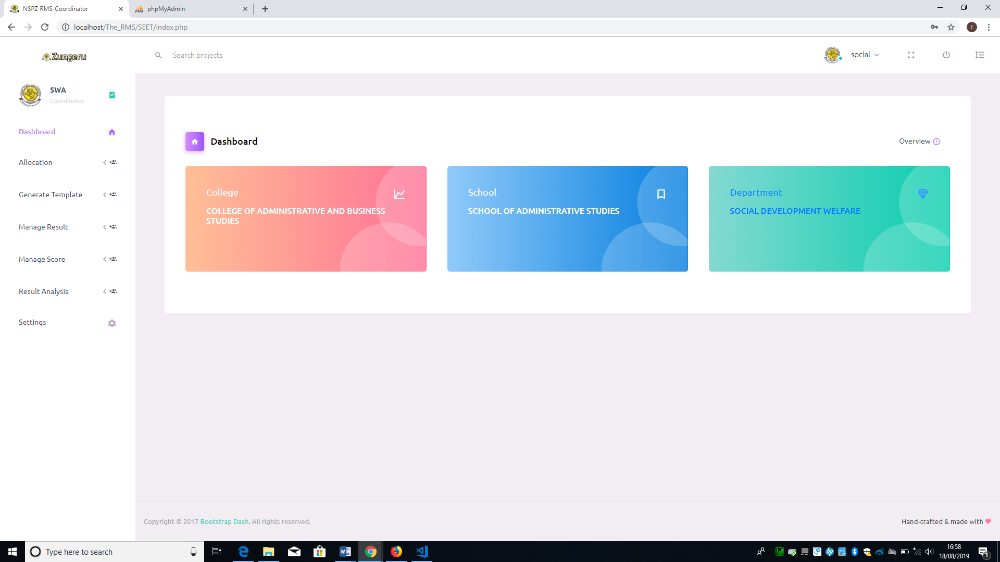 NSPZ RMS-Coordinator
phpMyAdmin
localhost/The_RMS/SEET/index.php
I
Zungeru
Search projects
social
SWA
Coordinator
Dashboard
Allocation
Generate Template
Manage Result
Manage Score
Result Analysis
Settings
Dashboard
Overview
College
COLLEGE OF ADMINISTRATIVE AND BUSINESS
STUDIES
School
SCHOOL OF ADMINISTRATIVE STUDIES
Department
SOCIAL DEVELOPMENT WELFARE
Copyright © 2017 Bootstrap Dash. All rights reserved.
Hand-crafted & made with
Type here to search
16:58
18/08/2019
1